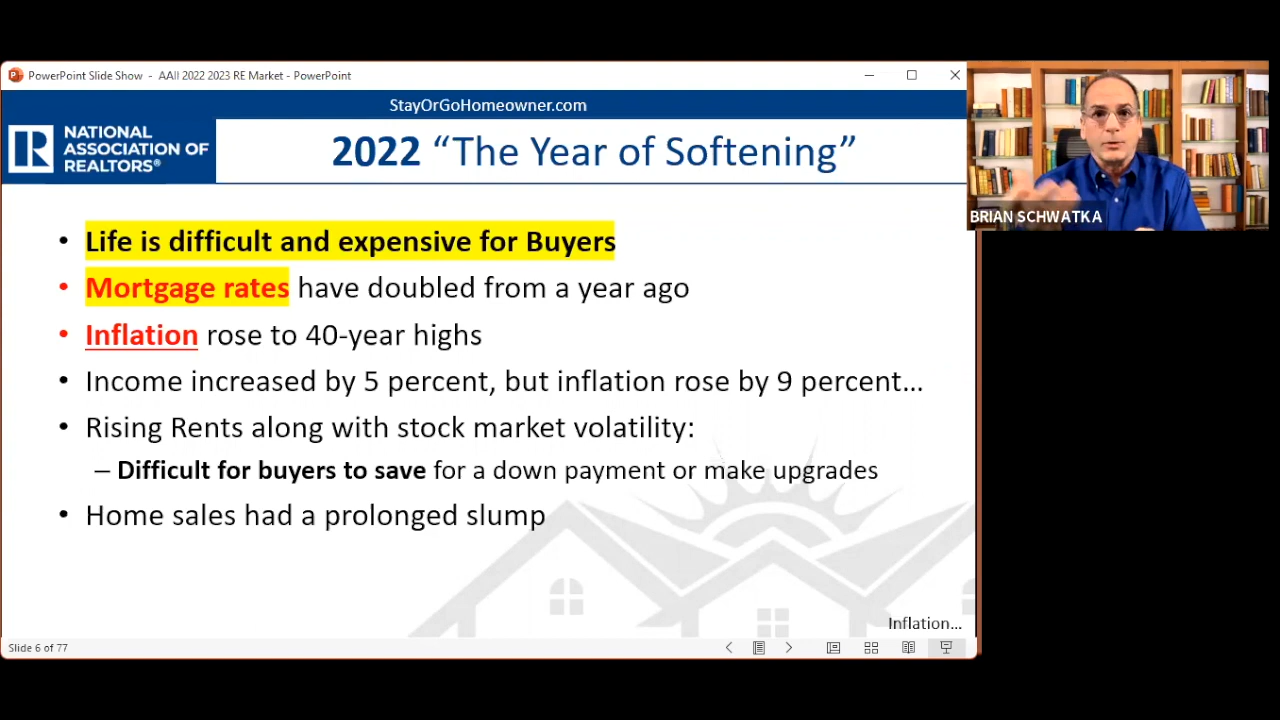 PowerPoint Slide Show - AAII 2022 2023 RE Market - PowerPoint
StayOrGoHomeowner.com
NATIONAL
ASSOCIATION OF
REALTORS®
2022 “The Year of Softening”
BRIAN SCHWATKA
• Life is difficult and expensive for Buyers
• Mortgage rates have doubled from a year ago
• Inflation rose to 40-year highs
• Income increased by 5 percent, but inflation rose by 9 percent...
• Rising Rents along with stock market volatility:
– Difficult for buyers to save for a down payment or make upgrades
• Home sales had a prolonged slump
Inflation...
Slide 6 of 77